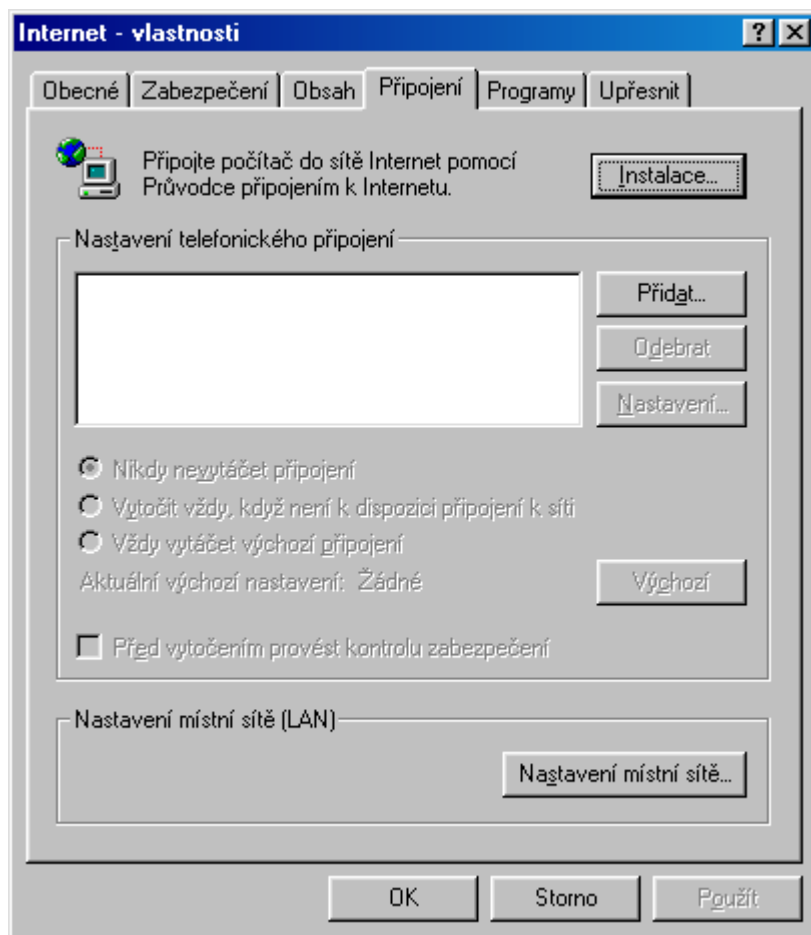 Internet - vlastnosti
Obecné Zabezpečení Obsah Připojení Programy Upřesnit
Připojte počítač do sítě Internet pomocí
Průvodce připojením k Internetu.
Instalace...
Nastavení telefonického připojení
Přidat...
Odebrat
Nastavení...
Nikdy nevytáčet připojení
Vytočit vždy, když není k dispozici připojení k síti
Vždy vytáčet výchozí připojení
Aktuální výchozí nastavení: Žádné
Výchozí
Před vytočením provést kontrolu zabezpečení
Nastavení místní sítě (LAN)
Nastavení místní sítě...
OK Storno Použít